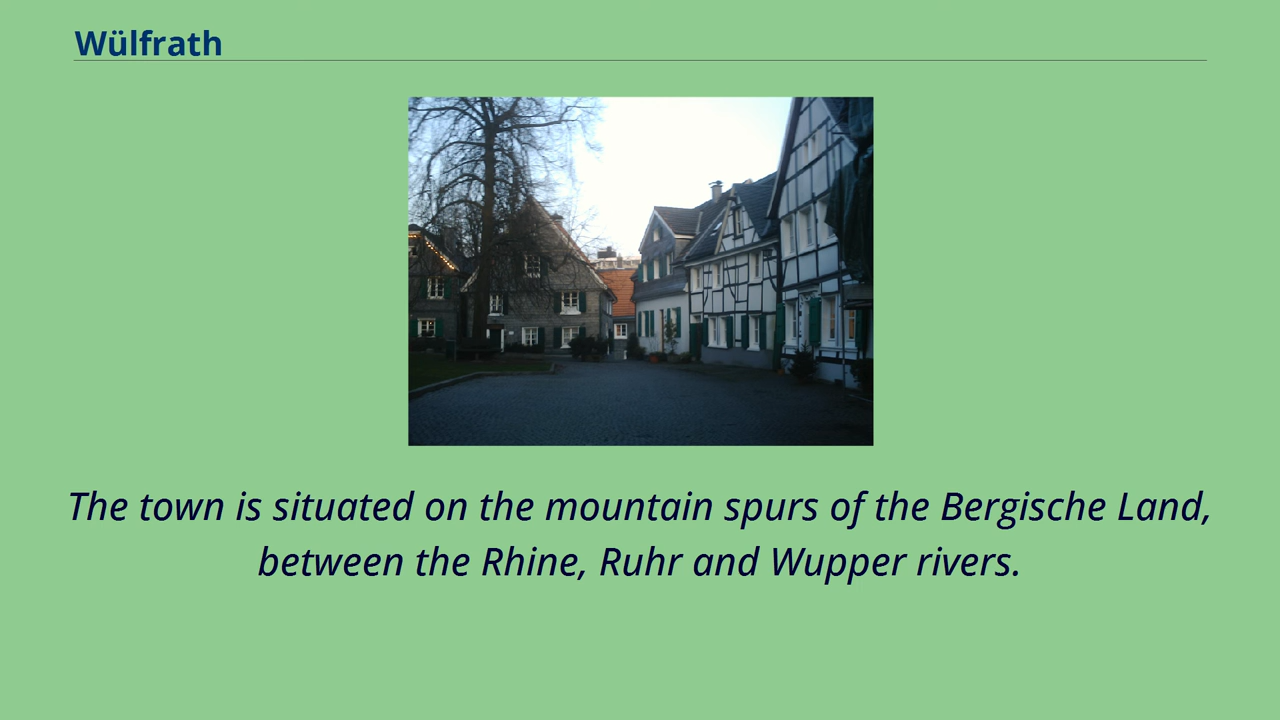 Wülfrath
The town is situated on the mountain spurs of the Bergische Land,
between the Rhine, Ruhr and Wupper rivers.